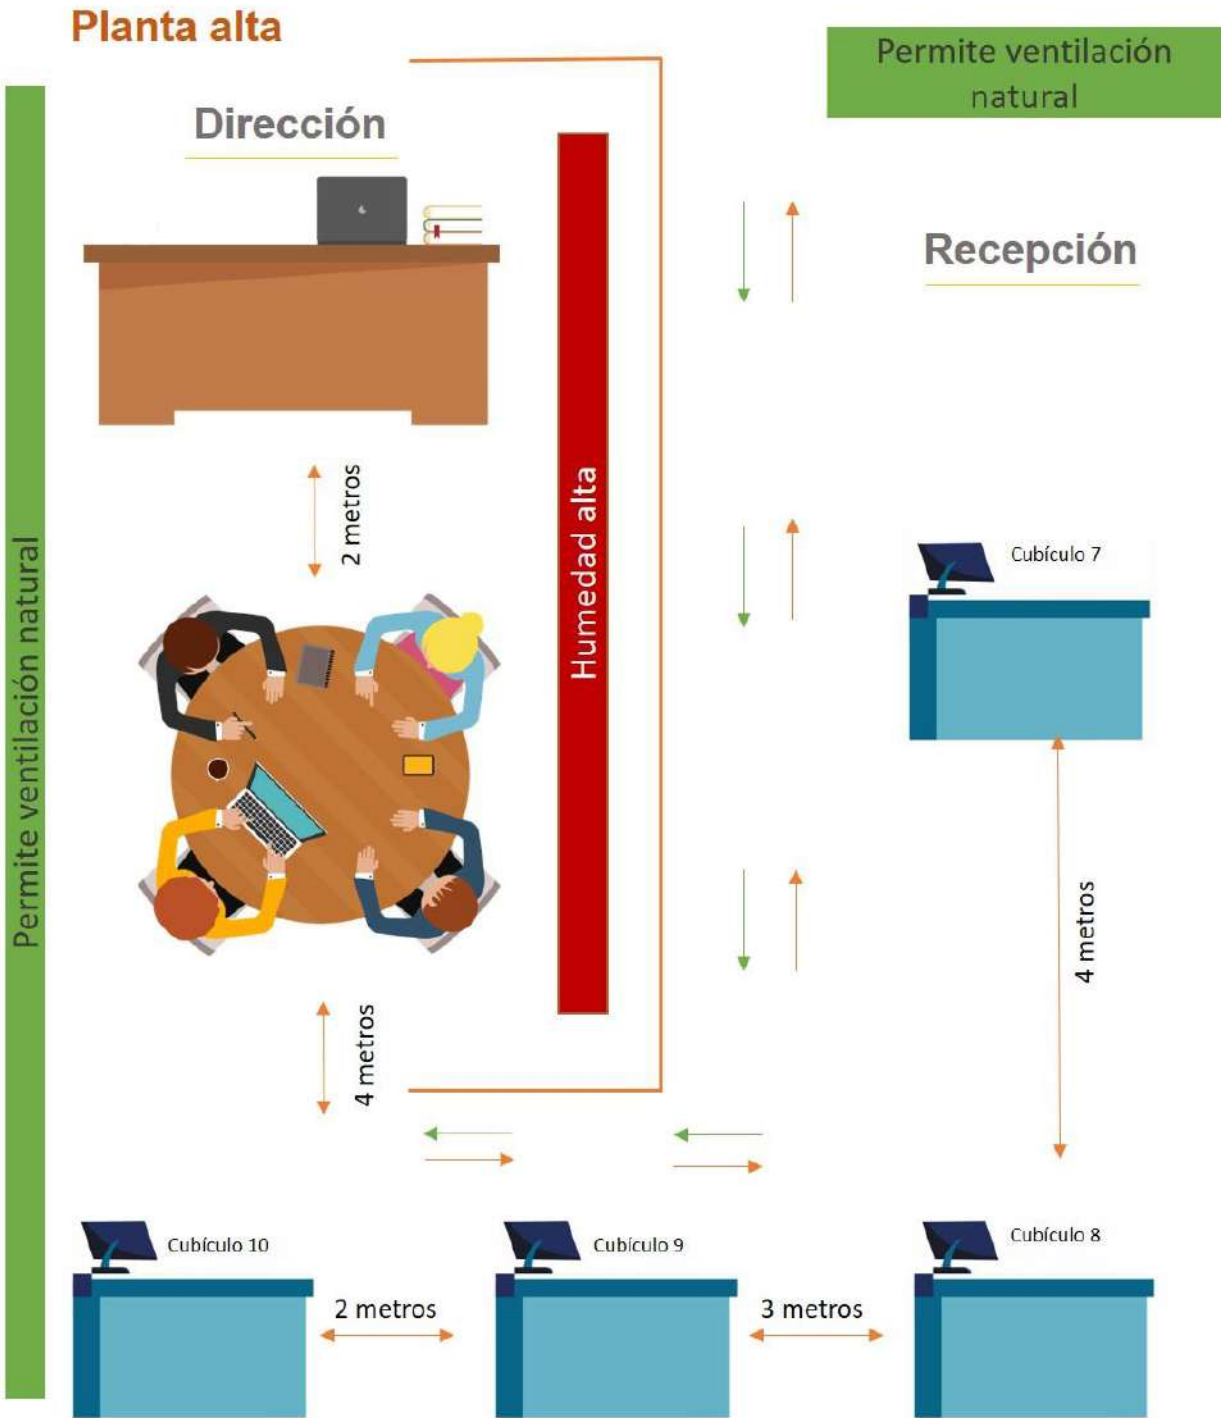 Planta alta
Permite ventilación
natural
Dirección
Recepción
Permite ventilación natural
2 metros
Humedad alta
Cubículo 7
4 metros
4 metros
Cubículo 10
Cubículo 9
Cubículo 8
2 metros
3 metros